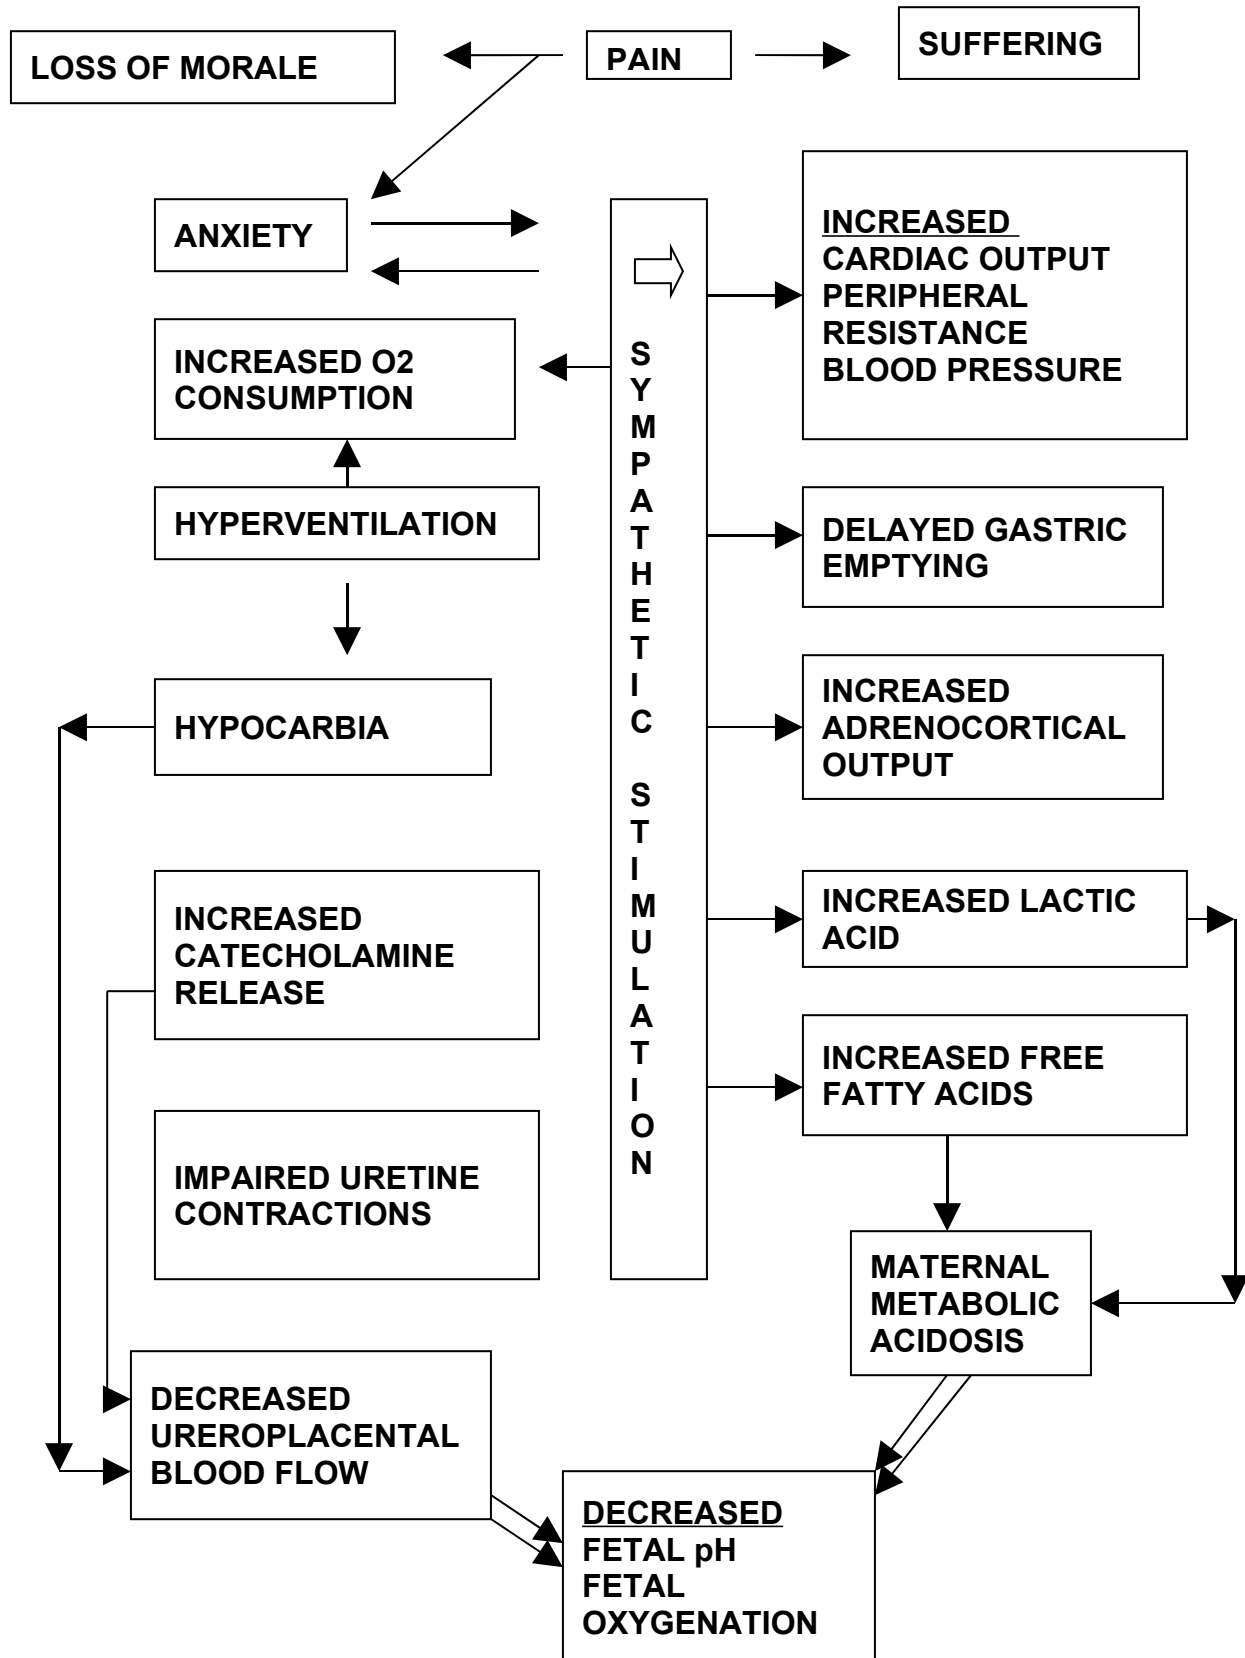 LOSS OF MORALE
PAIN
SUFFERING
ANXIETY
INCREASED
CARDIAC OUTPUT
PERIPHERAL
RESISTANCE
BLOOD PRESSURE
INCREASED O2
CONSUMPTION
HYPERVENTILATION
SYMPATHETIC STIMULATION
DELAYED GASTRIC
EMPTYING
HYPOCARBIA
INCREASED
ADRENOCORTICAL
OUTPUT
INCREASED
CATECHOLAMINE
RELEASE
INCREASED LACTIC
ACID
INCREASED FREE
FATTY ACIDS
IMPAIRED URETINE
CONTRACTIONS
MATERNAL
METABOLIC
ACIDOSIS
DECREASED
UREROPLACENTAL
BLOOD FLOW
DECREASED
FETAL pH
FETAL
OXYGENATION